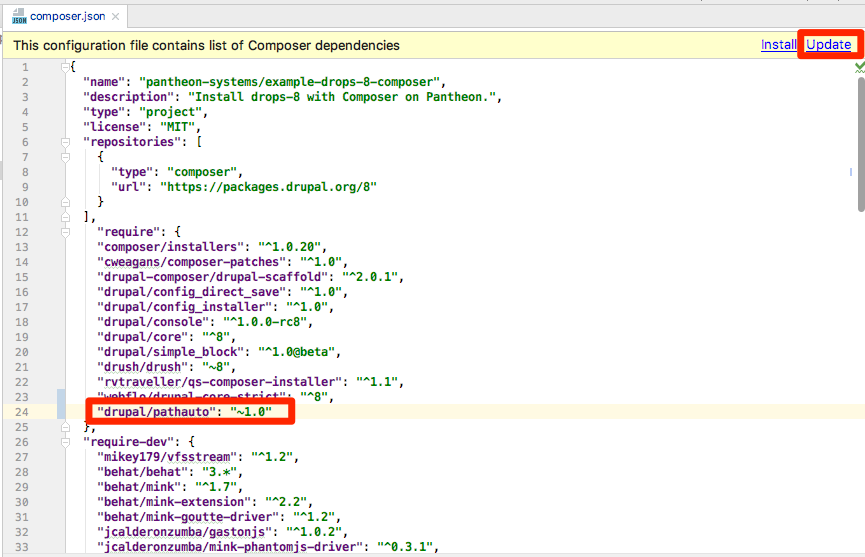 JSON composer.json
This configuration file contains list of Composer dependencies Install Update
1 {
2 "name": "pantheon-systems/example-drops-8-composer",
3 "description": "Install drops-8 with Composer on Pantheon.",
4 "type": "project",
5 "license": "MIT",
6 "repositories": [
7 {
8 "type": "composer",
9 "url": "https://packages.drupal.org/8"
10 }
11 ],
12 "require": {
13 "composer/installers": "^1.0.20",
14 "cweagans/composer-patches": "^1.0",
15 "drupal-composer/drupal-scaffold": "^2.0.1",
16 "drupal/config_direct_save": "^1.0",
17 "drupal/config_installer": "^1.0",
18 "drupal/console": "^1.0.0-rc8",
19 "drupal/core": "^8",
20 "drupal/simple_block": "^1.0@beta",
21 "drush/drush": "~8",
22 "rvtraveller/qs-composer-installer": "^1.1",
23 "webflo/drupal-core-strict": "^8",
24 "drupal/pathauto": "~1.0"
25 },
26 "require-dev": {
27 "mikey179/vfsstream": "^1.2",
28 "behat/behat": "3.*",
29 "behat/mink": "^1.7",
30 "behat/mink-extension": "^2.2",
31 "behat/mink-goutte-driver": "^1.2",
32 "jcalderonzumba/gastonjs": "^1.0.2",
33 "jcalderonzumba/mink-phantomjs-driver": "^0.3.1",